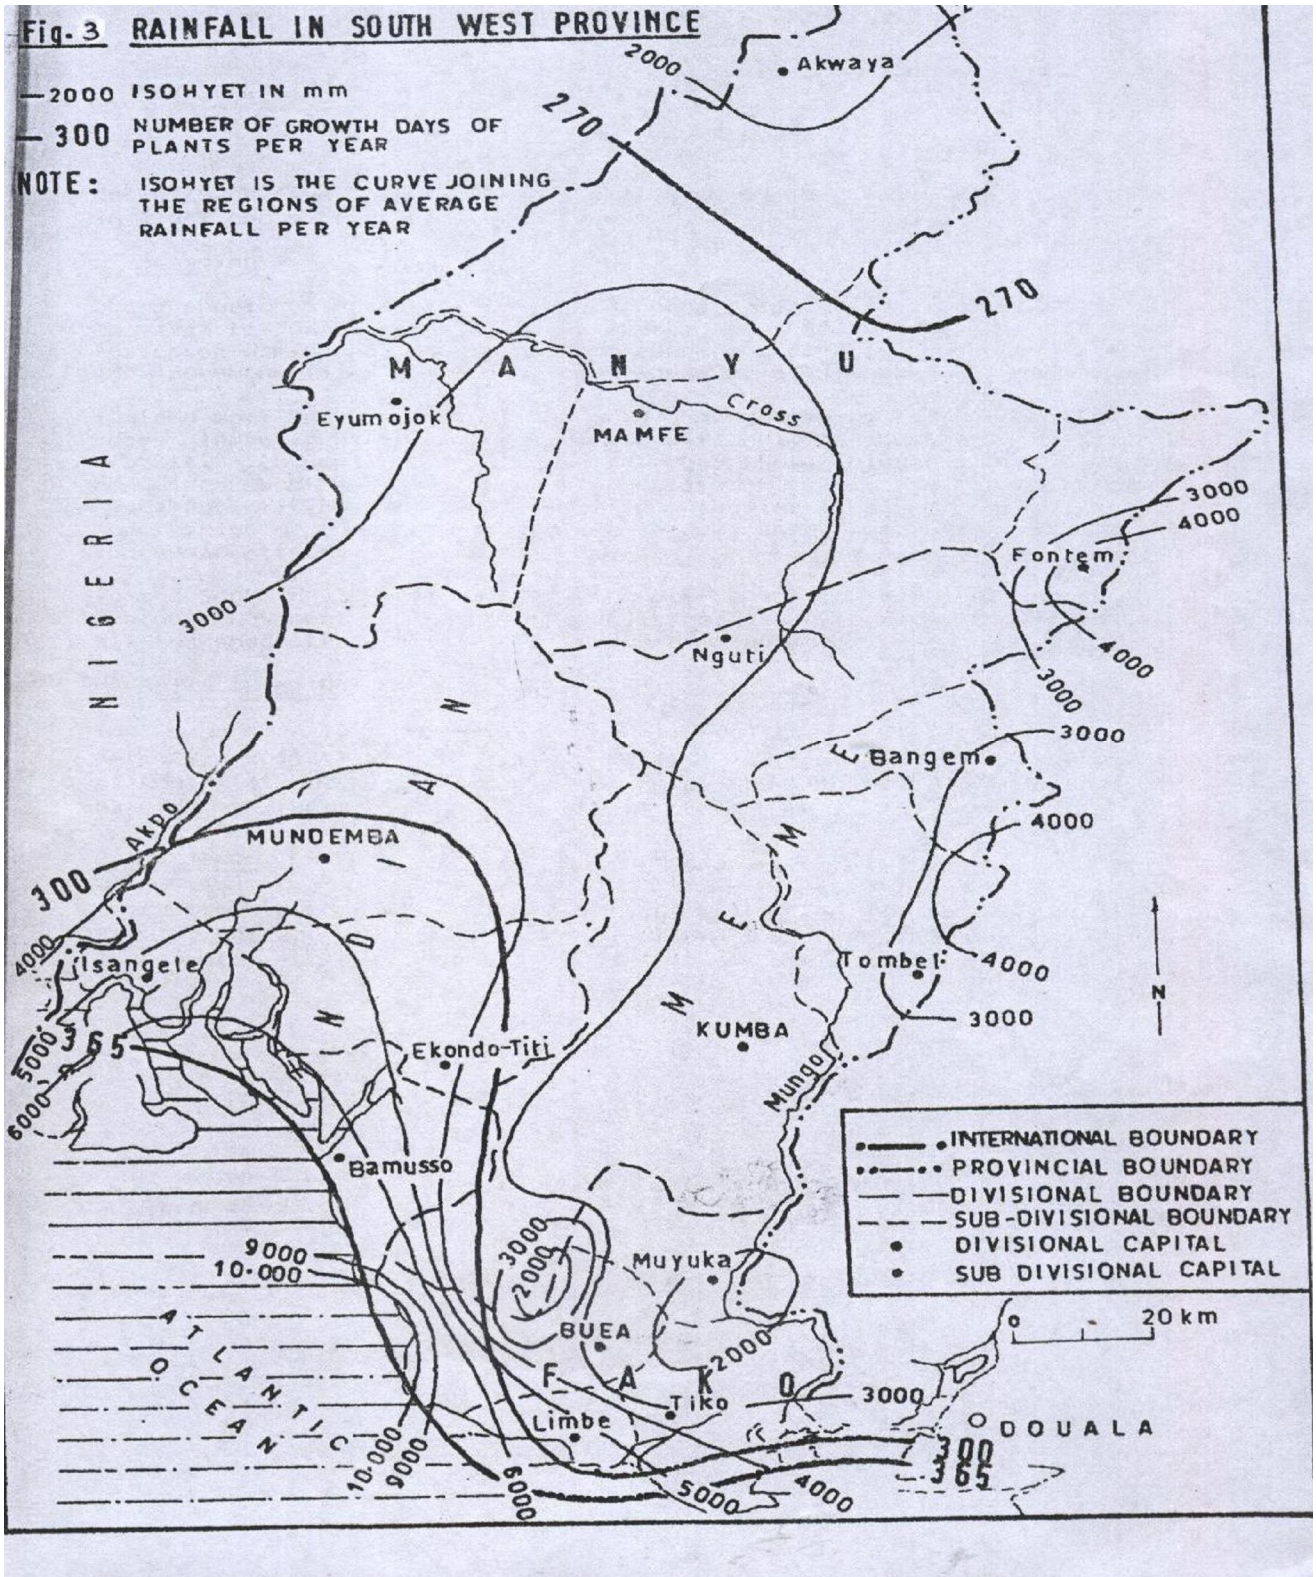 Fig. 3 RAINFALL IN SOUTH WEST PROVINCE
2000 ISOHYET IN mm
300 NUMBER OF GROWTH DAYS OF
PLANTS PER YEAR
NOTE: ISOHYET IS THE CURVE JOINING
THE REGIONS OF AVERAGE
RAINFALL PER YEAR
2000
Akwaya
270
270
MANYU
Cross
Eyumojok
MAMFE
NIGERIA
3000
4000
Fontem
3000
Nguti
4000
3000
3000
Bangem
NDIAN
MEME
4000
Akpo
MUNDEMBA
300
4000
Isangele
Tombel
4000
3000
5000
365
N
KUMBA
Ekondo-Titi
Mungo
6000
Bamusso
INTERNATIONAL BOUNDARY
PROVINCIAL BOUNDARY
DIVISIONAL BOUNDARY
SUB-DIVISIONAL BOUNDARY
DIVISIONAL CAPITAL
SUB DIVISIONAL CAPITAL
9000
10.000
3000
2000
Muyuka
20 km
BUEA
2000
ATLANTIC
OCEAN
FAKO
Tiko
3000
Limbe
DOUALA
10.000
9000
6000
5000
4000
300
365
0